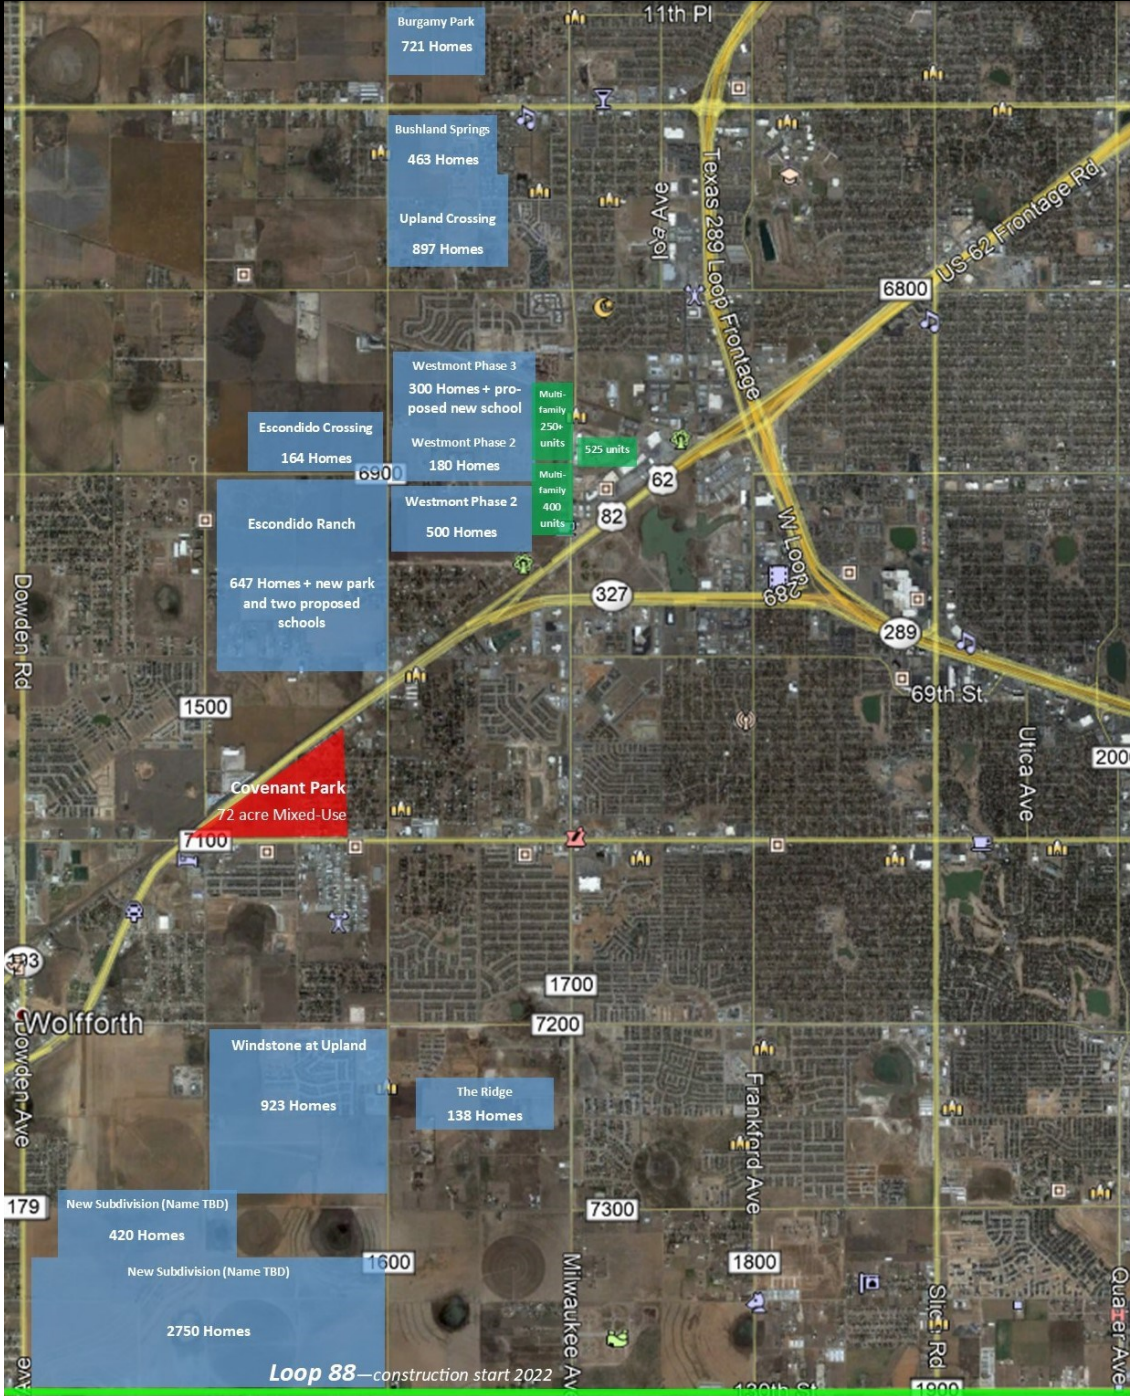 11th Pl
Burgamy Park
721 Homes
Bushland Springs
463 Homes
Upland Crossing
897 Homes
Iola Ave
Texas 289 Loop Frontage
US 62 Frontage Rd
6800
Westmont Phase 3
300 Homes + pro-
posed new school
Westmont Phase 2
180 Homes
Multi-
family
250+
units
525 units
Escondido Crossing
164 Homes
6900
62
Multi-
family
400
units
Westmont Phase 2
500 Homes
82
Escondido Ranch
647 Homes + new park
and two proposed
schools
W Loop 289
327
289
Dowden Rd
69th St
1500
Utica Ave
200
Covenant Park
72 acre Mixed-Use
7100
193
1700
Wolfforth
7200
Dowden Ave
Windstone at Upland
923 Homes
The Ridge
138 Homes
Frankford Ave
179
New Subdivision (Name TBD)
420 Homes
7300
New Subdivision (Name TBD)
2750 Homes
1600
1800
Milwaukee Av
Slide Rd
Quaker Ave
Ave
Loop 88—construction start 2022
130th St
1900